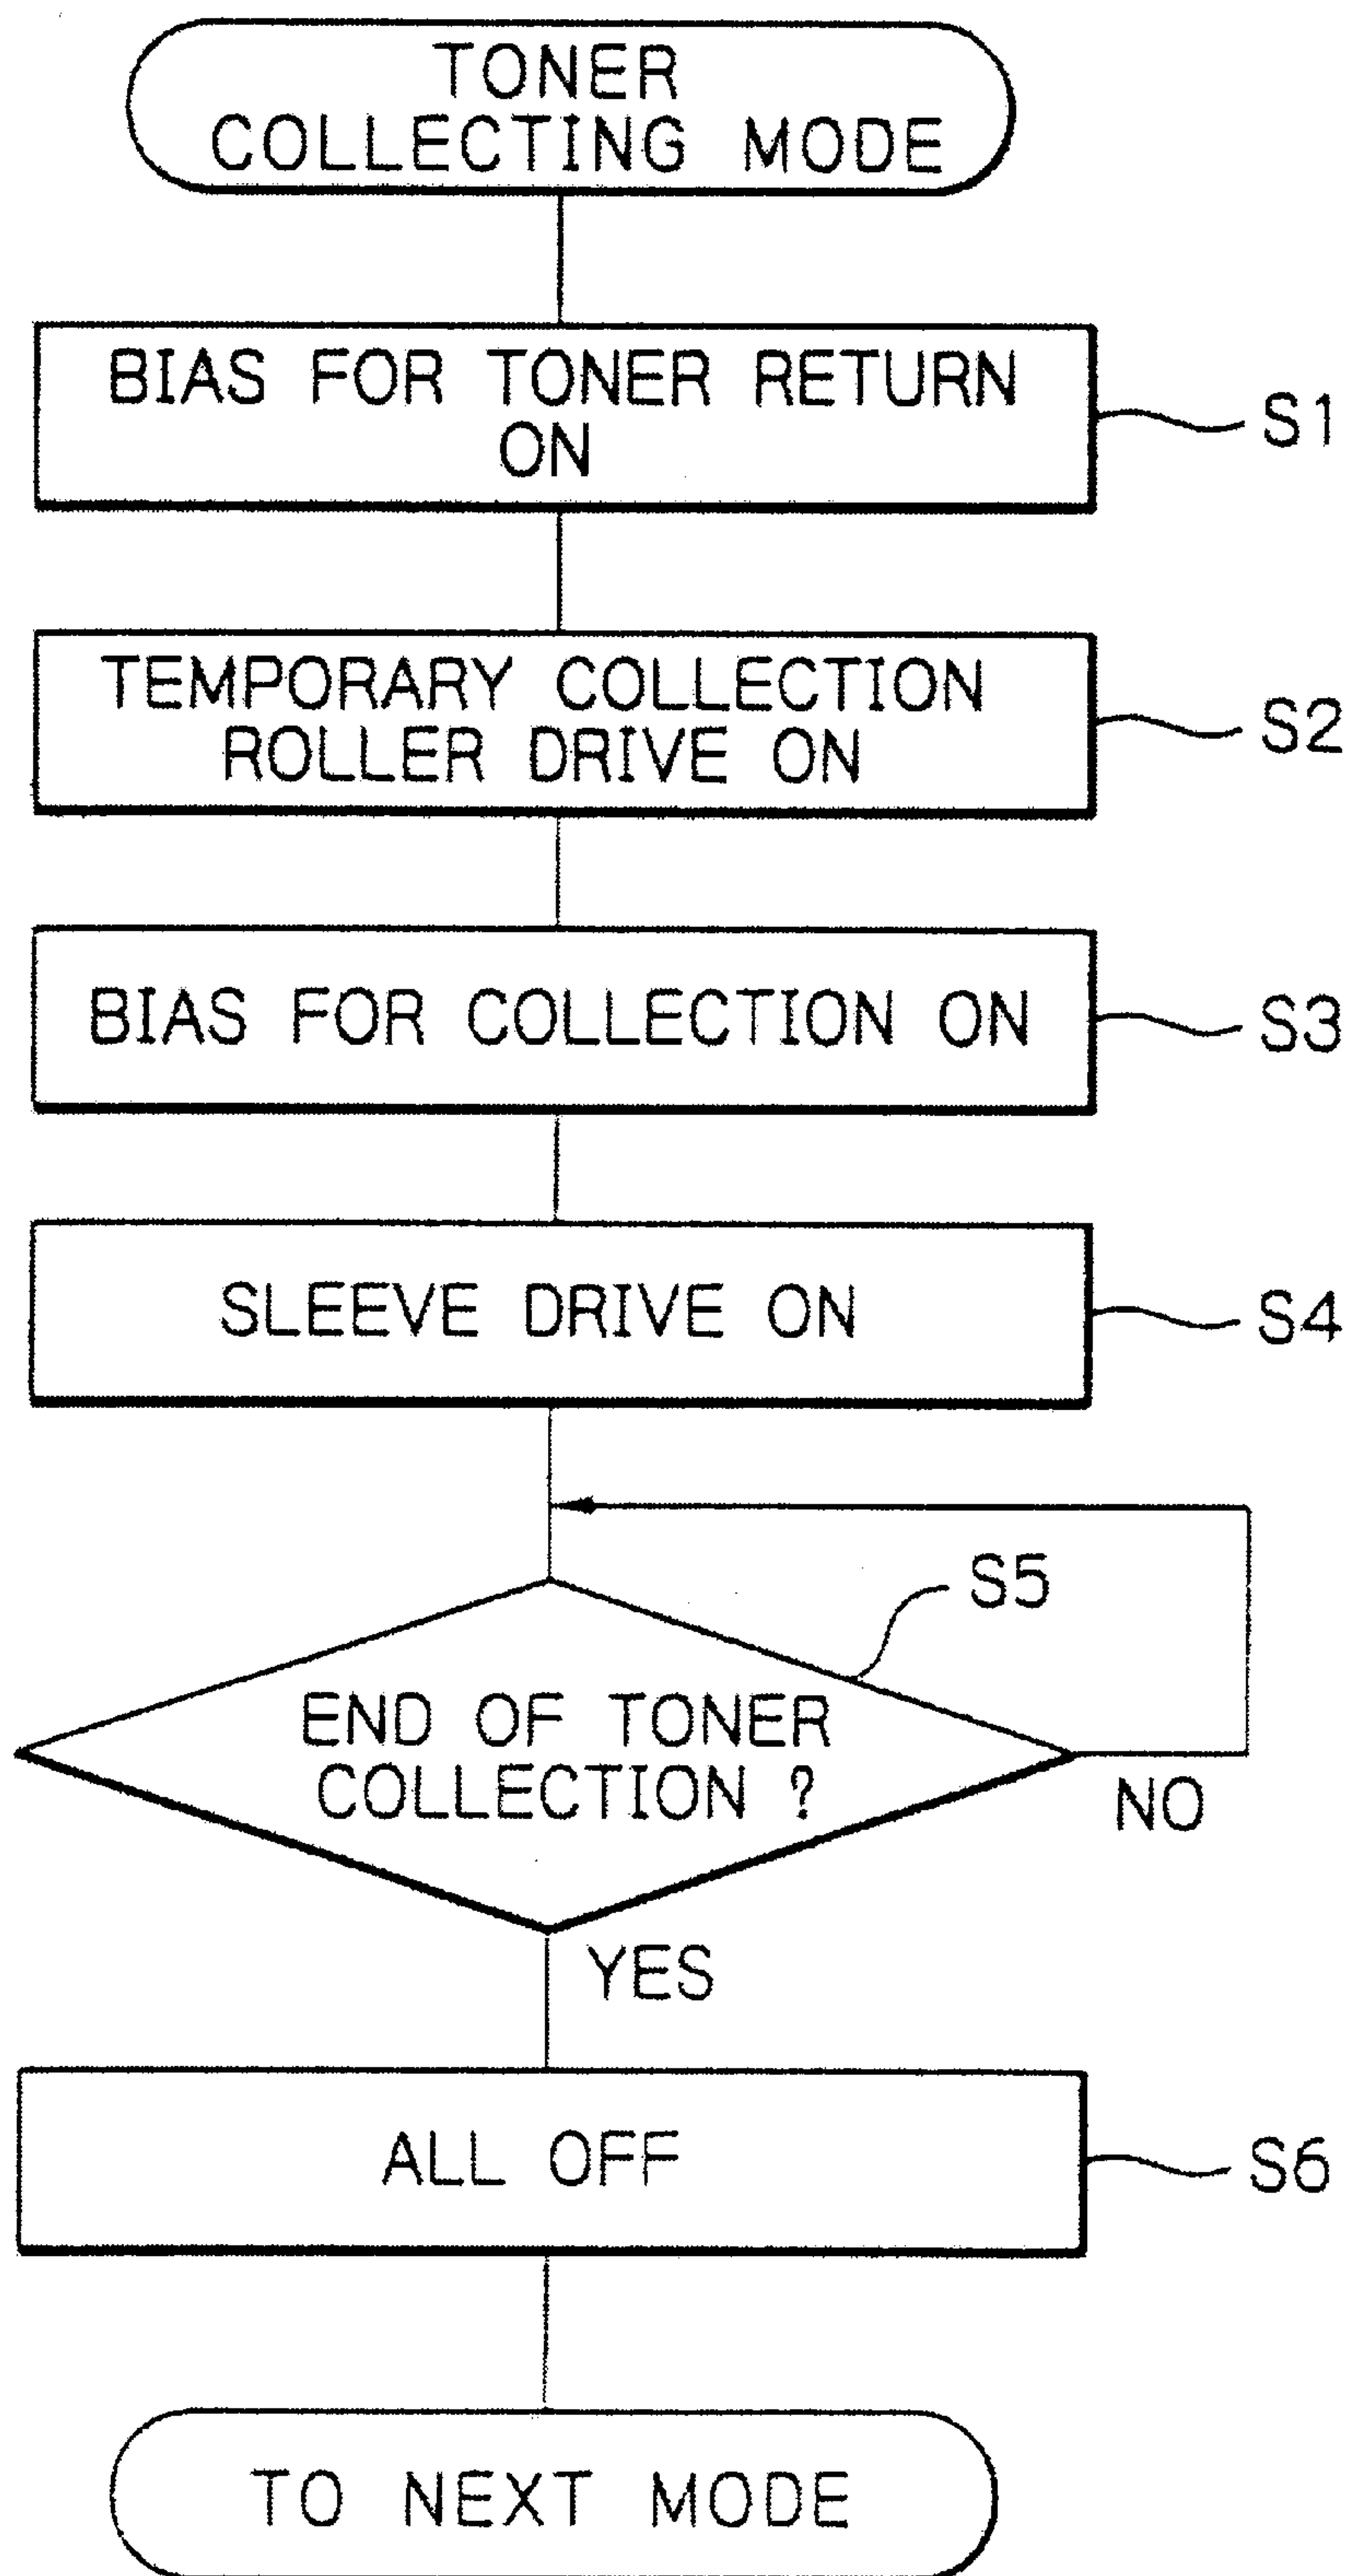 TONER
COLLECTING MODE
BIAS FOR TONER RETURN
ON
S1
TEMPORARY COLLECTION
ROLLER DRIVE ON
S2
BIAS FOR COLLECTION ON
S3
SLEEVE DRIVE ON
S4
S5
END OF TONER
COLLECTION ?
NO
YES
ALL OFF
S6
TO NEXT MODE